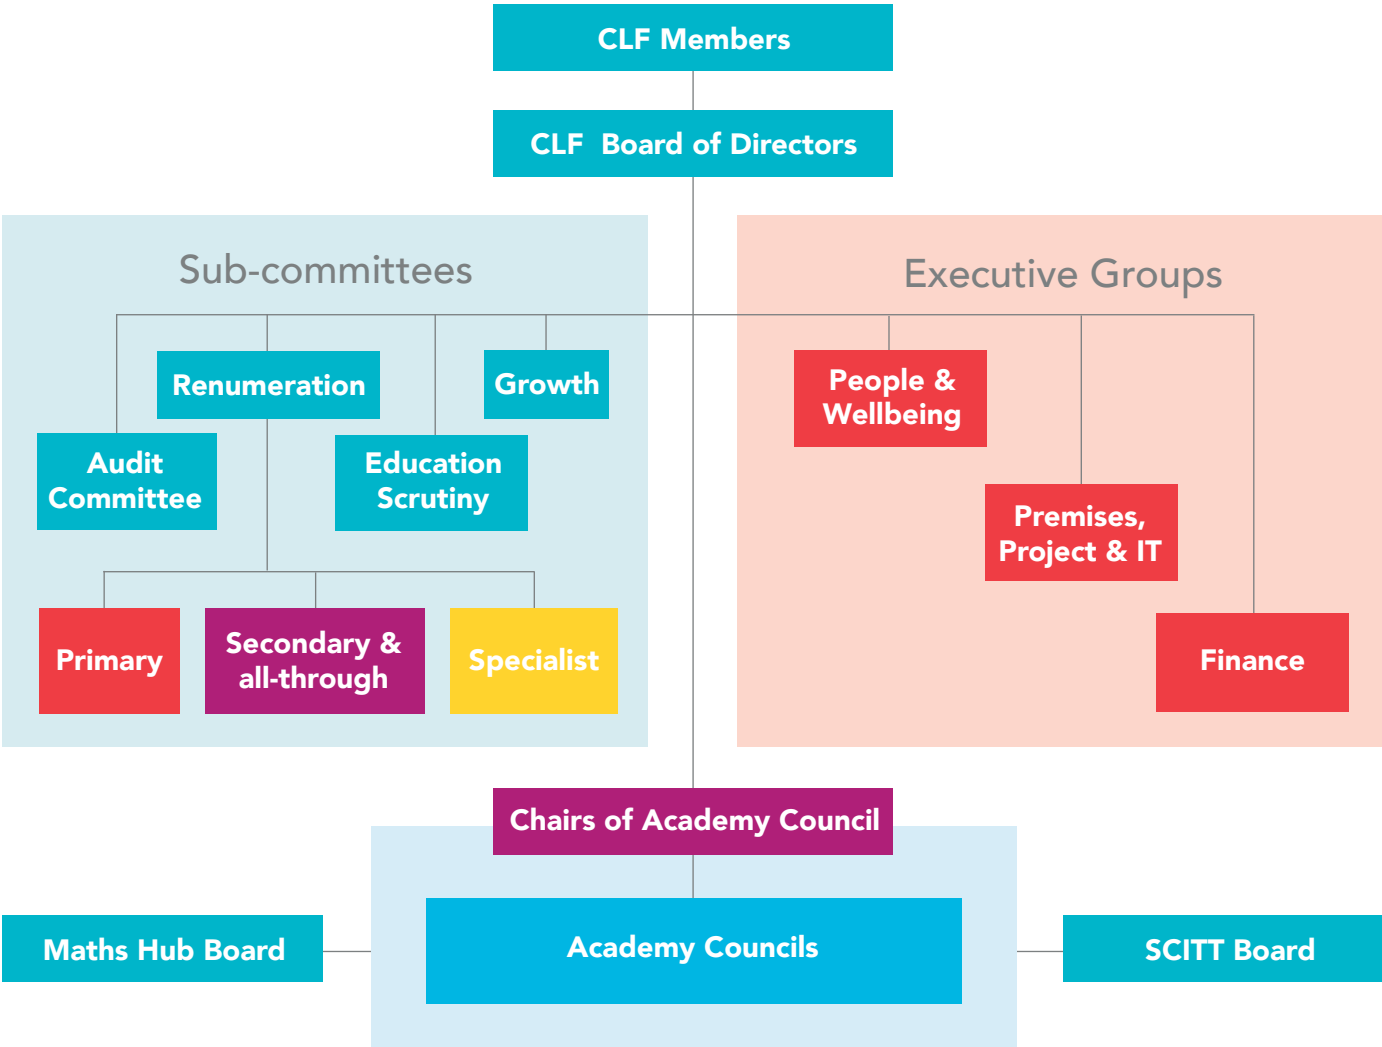 CLF Members
CLF  Board of Directors
Sub-committees
Executive Groups
Renumeration
Growth
People &
Wellbeing
Audit
Committee
Education
Scrutiny
Premises,
Project & IT
Primary
Secondary &
all-through
Specialist
Finance
Chairs of Academy Council
Maths Hub Board
Academy Councils
SCITT Board